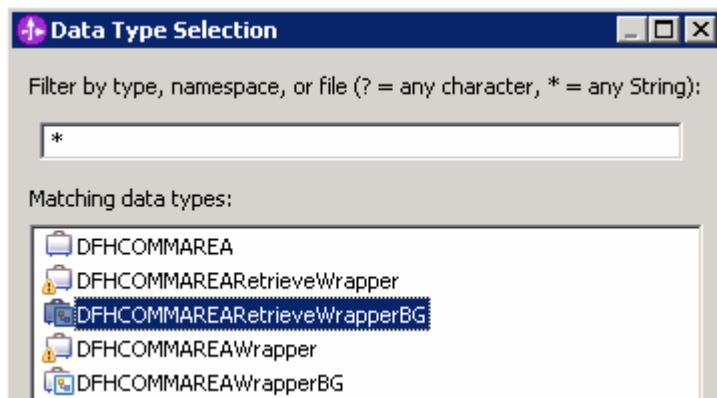 Data Type Selection
Filter by type, namespace, or file (? = any character, * = any String):
*
Matching data types:
DFHCOMMAREA
DFHCOMMAREARetrieveWrapper
DFHCOMMAREARetrieveWrapperBG
DFHCOMMAREAWrapper
DFHCOMMAREAWrapperBG